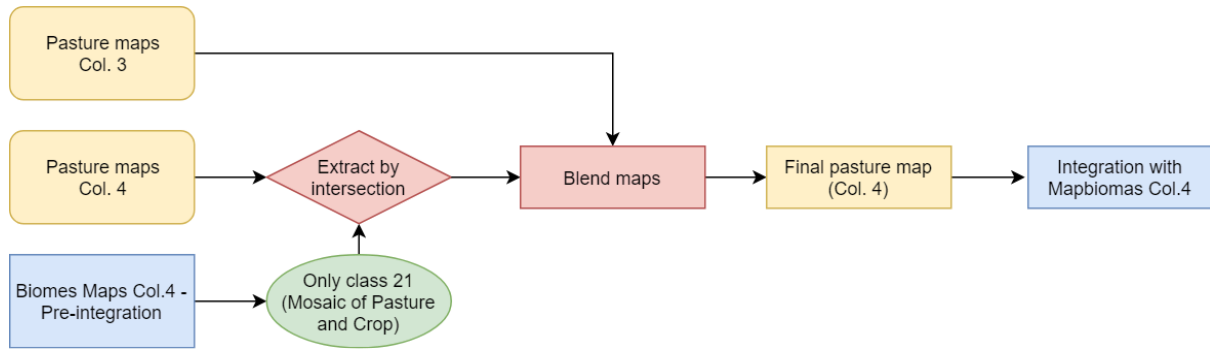 Pasture maps
Col. 3
Pasture maps
Col. 4
Extract by
intersection
Blend maps
Final pasture map
(Col. 4)
Integration with
Mapbiomas Col.4
Biomes Maps Col.4 -
Pre-integration
Only class 21
(Mosaic of Pasture
and Crop)